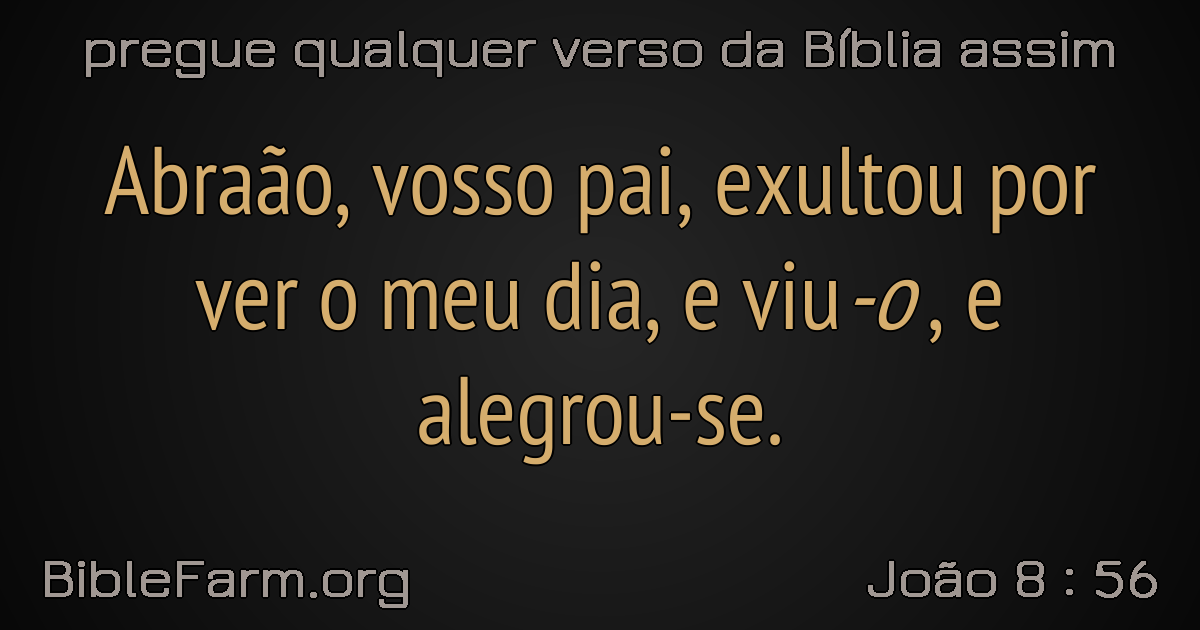 pregue qualquer verso da Bíblia assim
Abraão, vosso pai, exultou por
ver o meu dia, e viu-o, e
alegrou-se.
BibleFarm.org
João 8 : 56